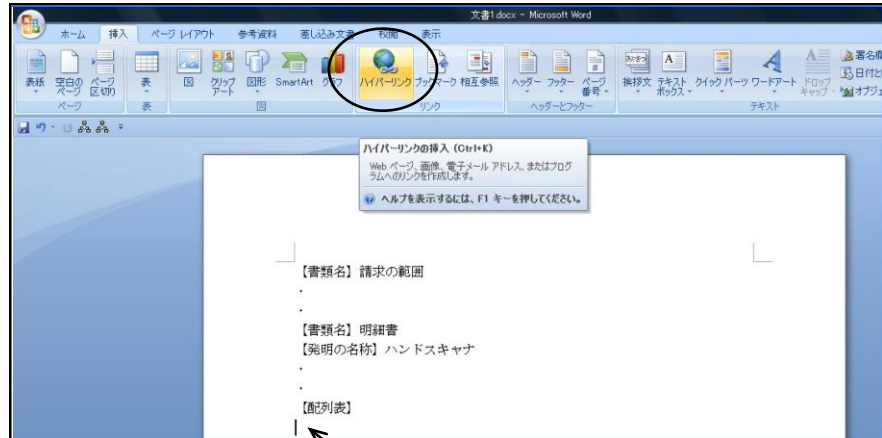 文書1.docx - Microsoft Word
ホーム 挿入 ページ レイアウト 参考資料 差し込み文書 校閲 表示
表紙 空白の ページ 表 図 クリップ 図形 SmartArt グラフ ハイパーリンク ブックマーク 相互参照 ヘッダー フッター ページ 挨拶文 テキスト クイック パーツ ワードアート ドロップ 署名欄
ページ 区切り アート 番号 ボックス キャップ 日付と
オブジェ
ページ 表 図 リンク ヘッダーとフッター テキスト
ハイパーリンクの挿入 (Ctrl+K)
Web ページ、画像、電子メール アドレス、またはプログ
ラムへのリンクを作成します。
ヘルプを表示するには、F1 キーを押してください。
【書類名】請求の範囲
・
・
【書類名】明細書
【発明の名称】ハンドスキャナ
・
・
【配列表】